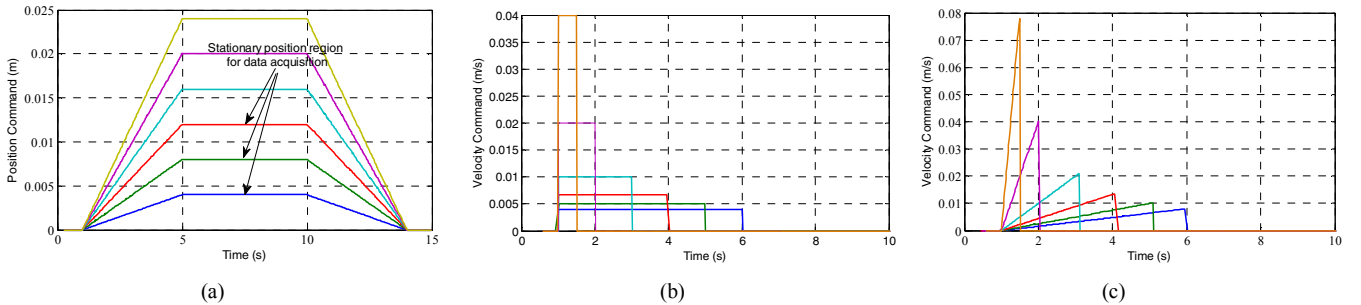 0.025
0.02
0.015
0.01
0.005
0
Position Command (m)
Stationary position region
for data acquisition
0 5 10 15
Time (s)
(a)
0.04
0.035
0.03
0.025
0.02
0.015
0.01
0.005
0
Velocity Command (m/s)
0 2 4 6 8 10
Time (s)
(b)
0.08
0.07
0.06
0.05
0.04
0.03
0.02
0.01
0
Velocity Command (m/s)
0 2 4 6 8 10
Time (s)
(c)